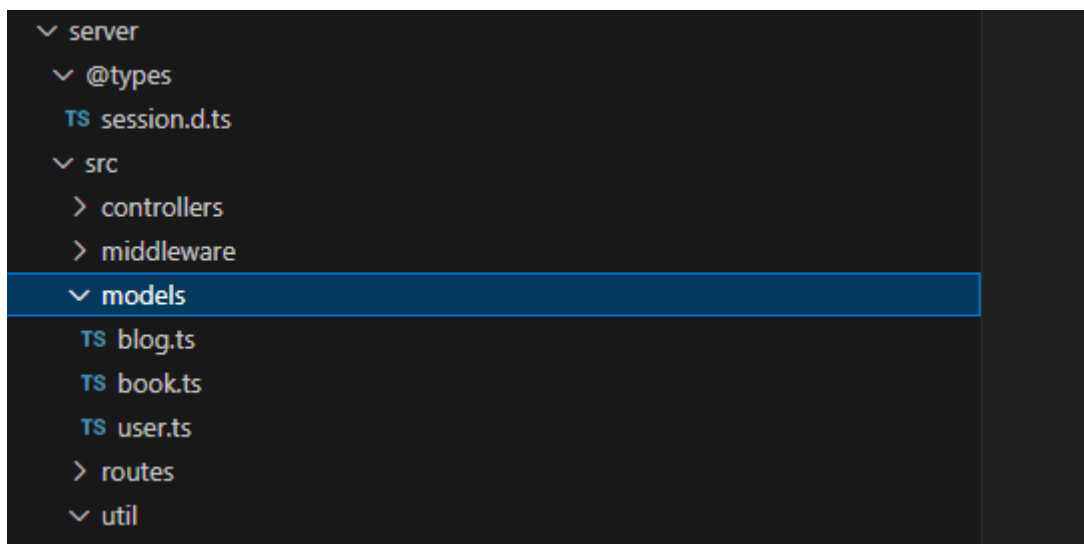 server
@types
TS session.d.ts
src
controllers
middleware
models
TS blog.ts
TS book.ts
TS user.ts
routes
util